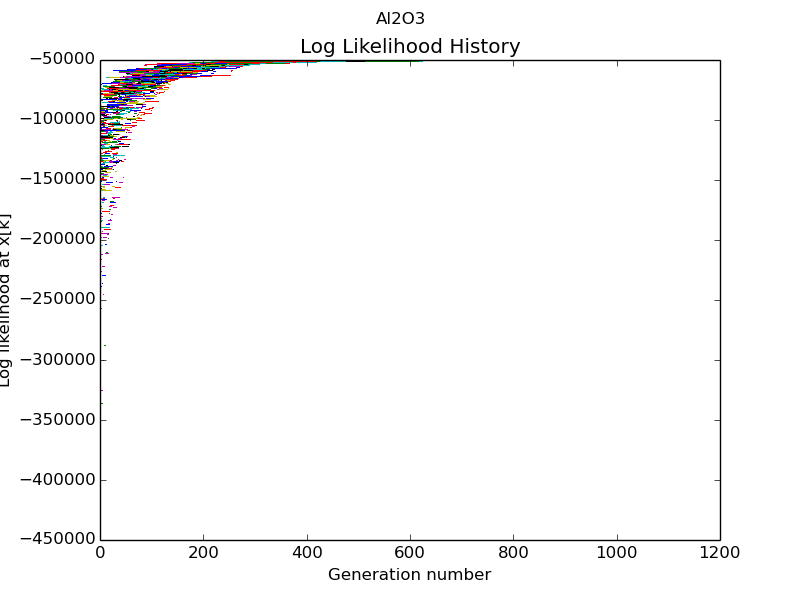 Al2O3
Log Likelihood History
Log likelihood at x[k]
−50000
−100000
−150000
−200000
−250000
−300000
−350000
−400000
−450000
0 200 400 600 800 1000 1200
Generation number